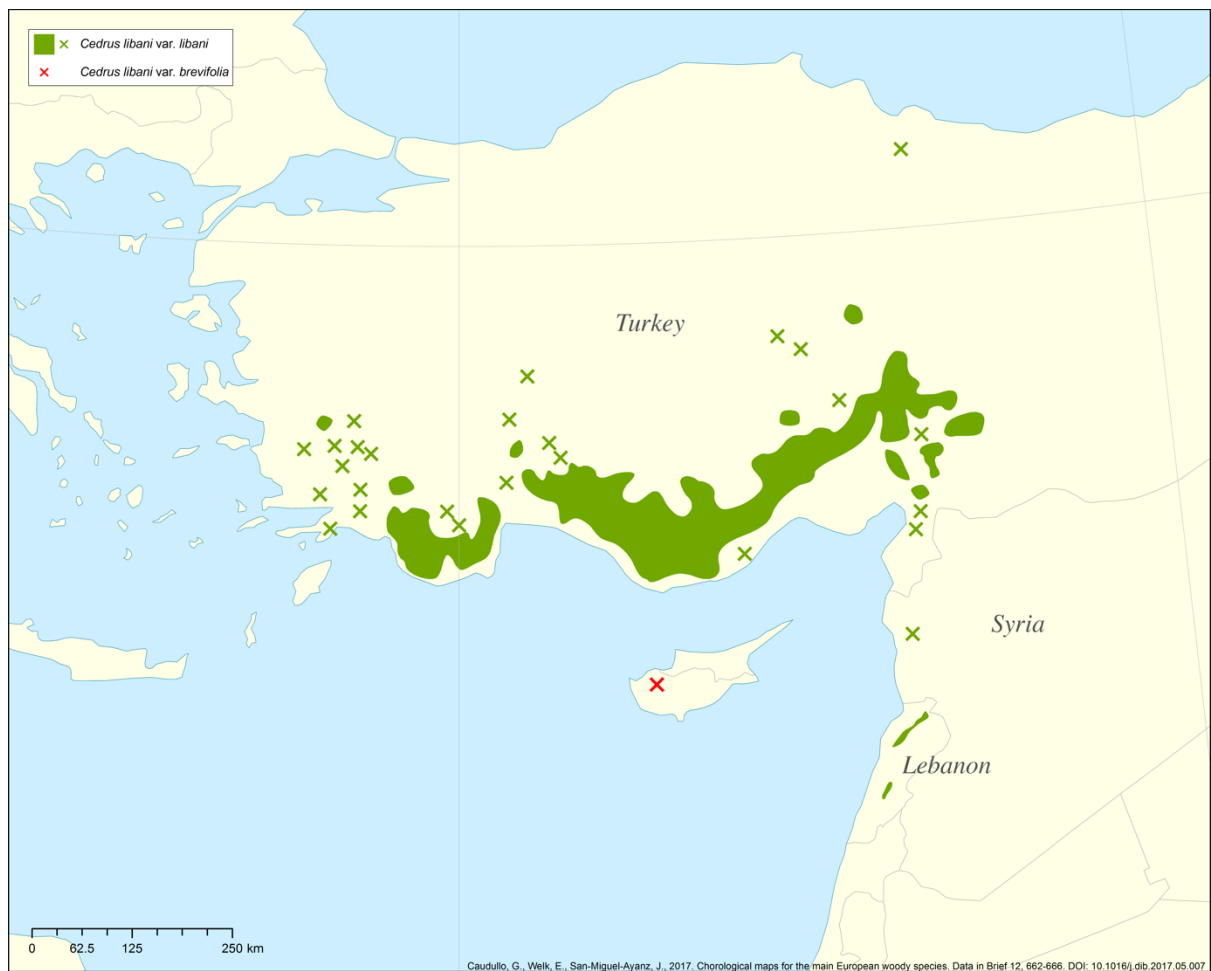 Cedrus libani var. libani
Cedrus libani var. brevifolia
Turkey
Syria
Lebanon
0 62.5 125 250 km
Caudullo, G., Welk, E., San-Miguel-Ayanz, J., 2017. Chorological maps for the main European woody species. Data in Brief 12, 662-666. DOI: 10.1016/j.dib.2017.05.007